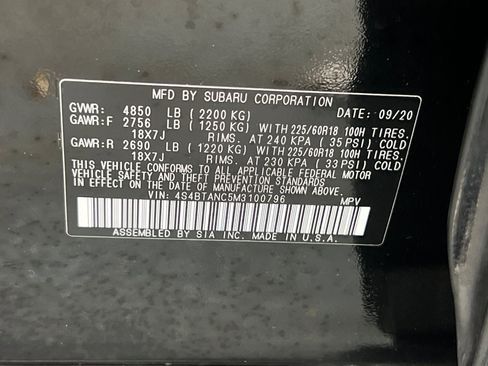 MFD BY SUBARU CORPORATION DATE: 09/20
GVWR: 4850 LB (2200 KG)
GAWR:F 2756 LB (1250 KG) WITH 225/60R18 100H TIRES.
18X7J RIMS. AT 240 KPA (35 PSI) COLD
GAWR:R 2690 LB (1220 KG) WITH 225/60R18 100H TIRES.
18X7J RIMS. AT 230 KPA (33 PSI) COLD
THIS VEHICLE CONFORMS TO ALL APPLICABLE FEDERAL MOTOR
VEHICLE SAFETY AND THEFT PREVENTION STANDARDS IN EFFECT
ON THE DATE OF MANUFACTURE SHOWN ABOVE.
VIN: 4S4BTANC5M3100796 MPV
ASSEMBLED BY SIA INC. MADE IN U.S.A.